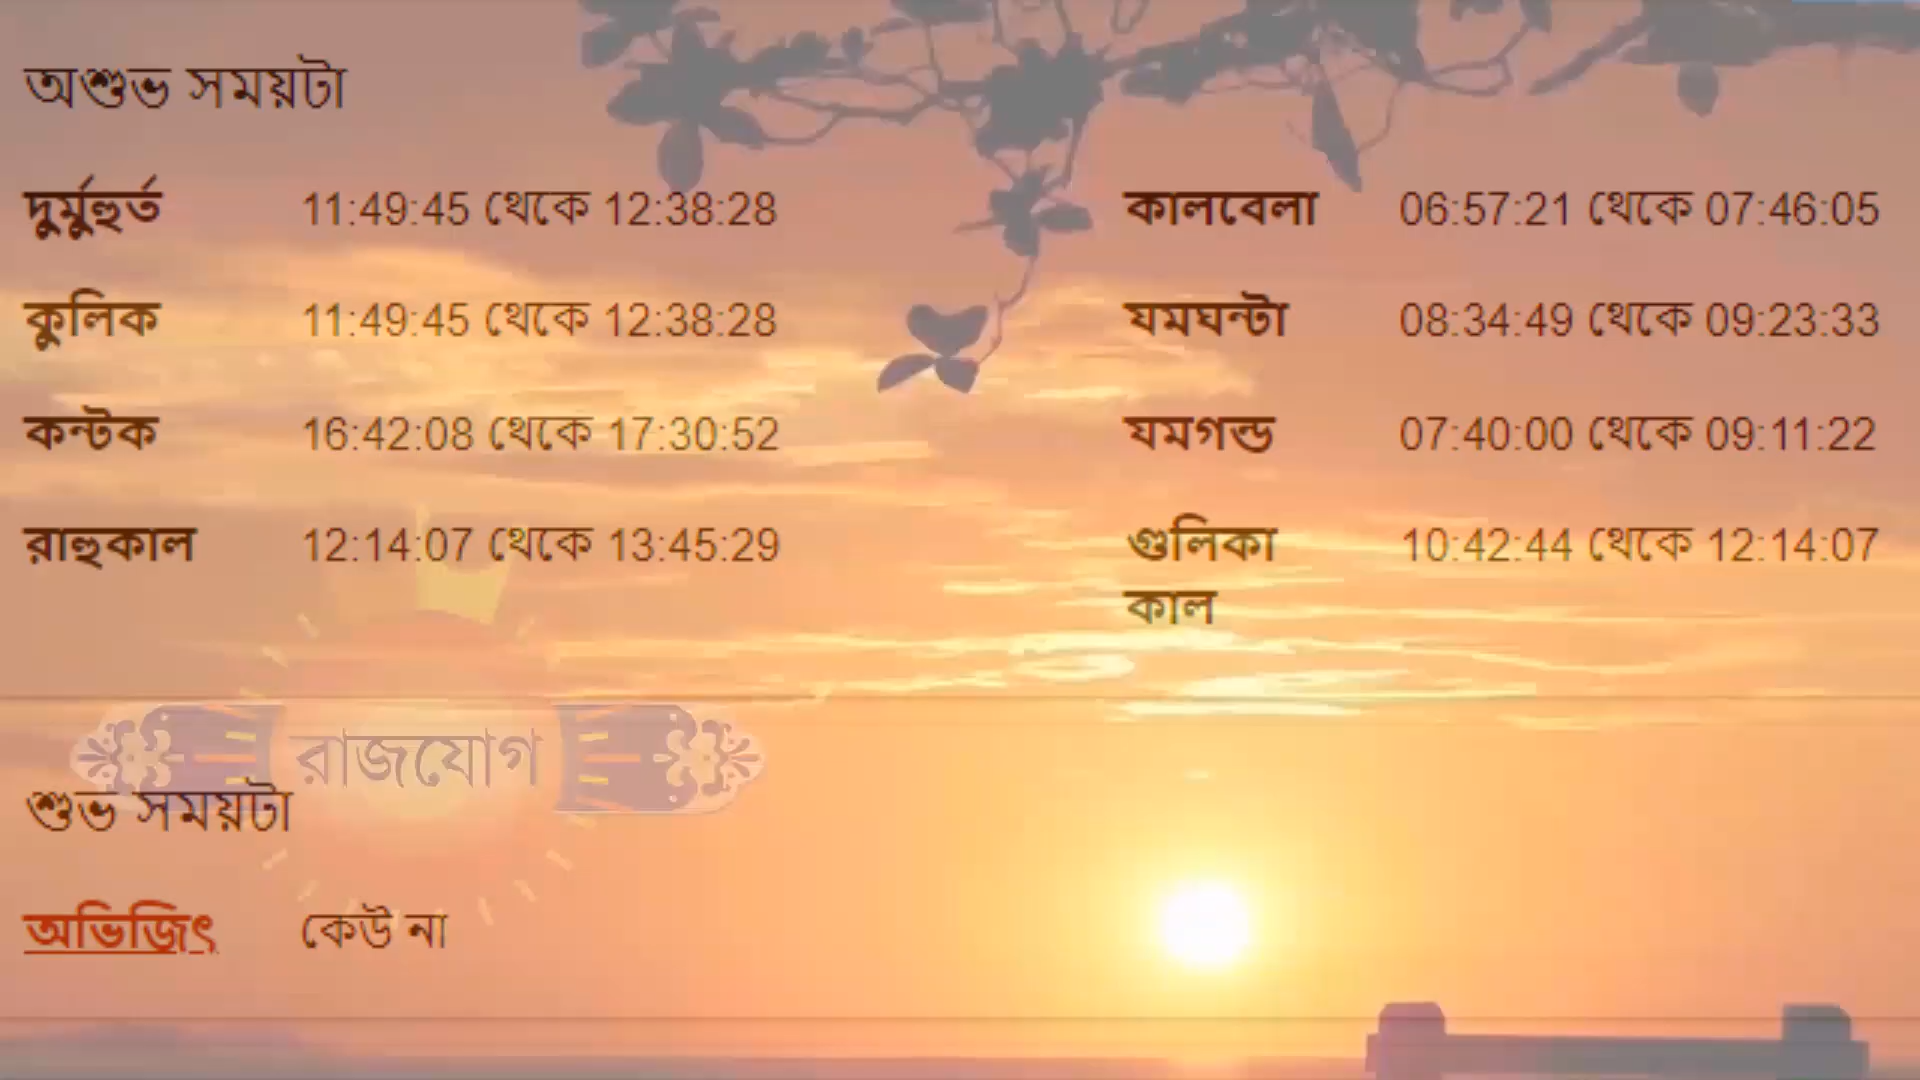 অশুভ সময়টা
দুর্মুহুর্ত 11:49:45 থেকে 12:38:28 কালবেলা 06:57:21 থেকে 07:46:05
কুলিক 11:49:45 থেকে 12:38:28 যমঘন্টা 08:34:49 থেকে 09:23:33
কন্টক 16:42:08 থেকে 17:30:52 যমগন্ড 07:40:00 থেকে 09:11:22
রাহুকাল 12:14:07 থেকে 13:45:29 গুলিকা 10:42:44 থেকে 12:14:07
কাল
রাজযোগ
শুভ সময়টা
অভিজিৎ কেউ না